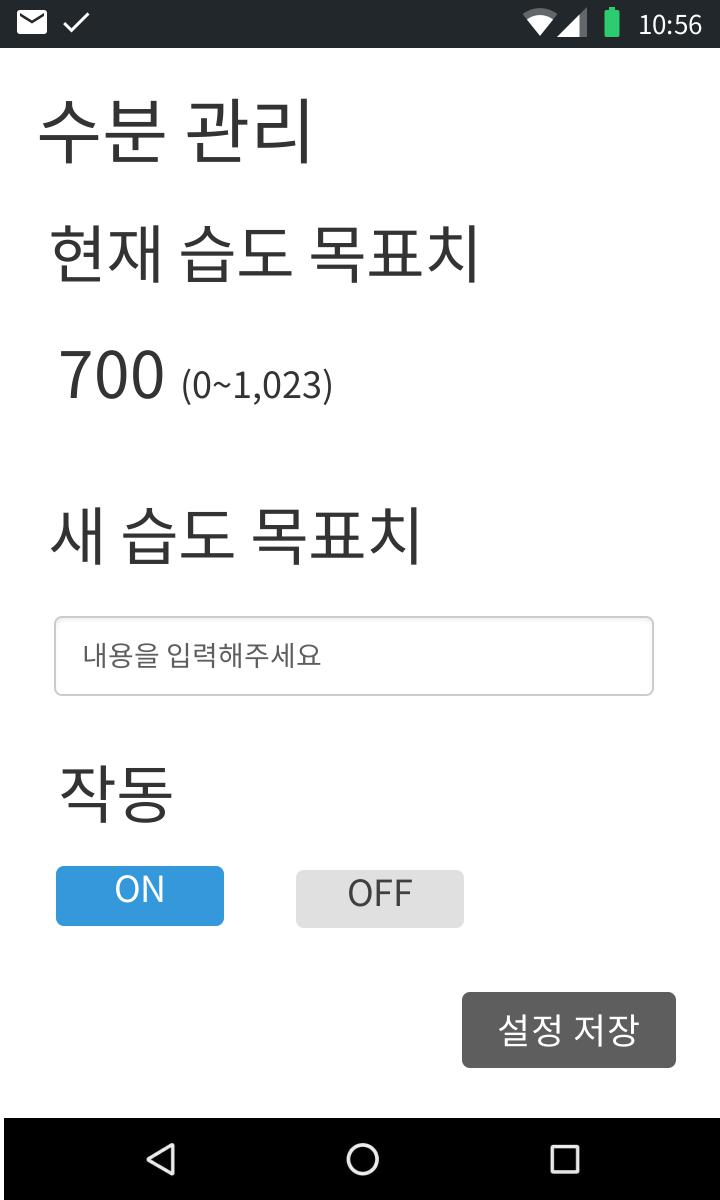 10:56
수분 관리
현재 습도 목표치
700 (0~1,023)
새 습도 목표치
내용을 입력해주세요
작동
ON OFF
설정 저장